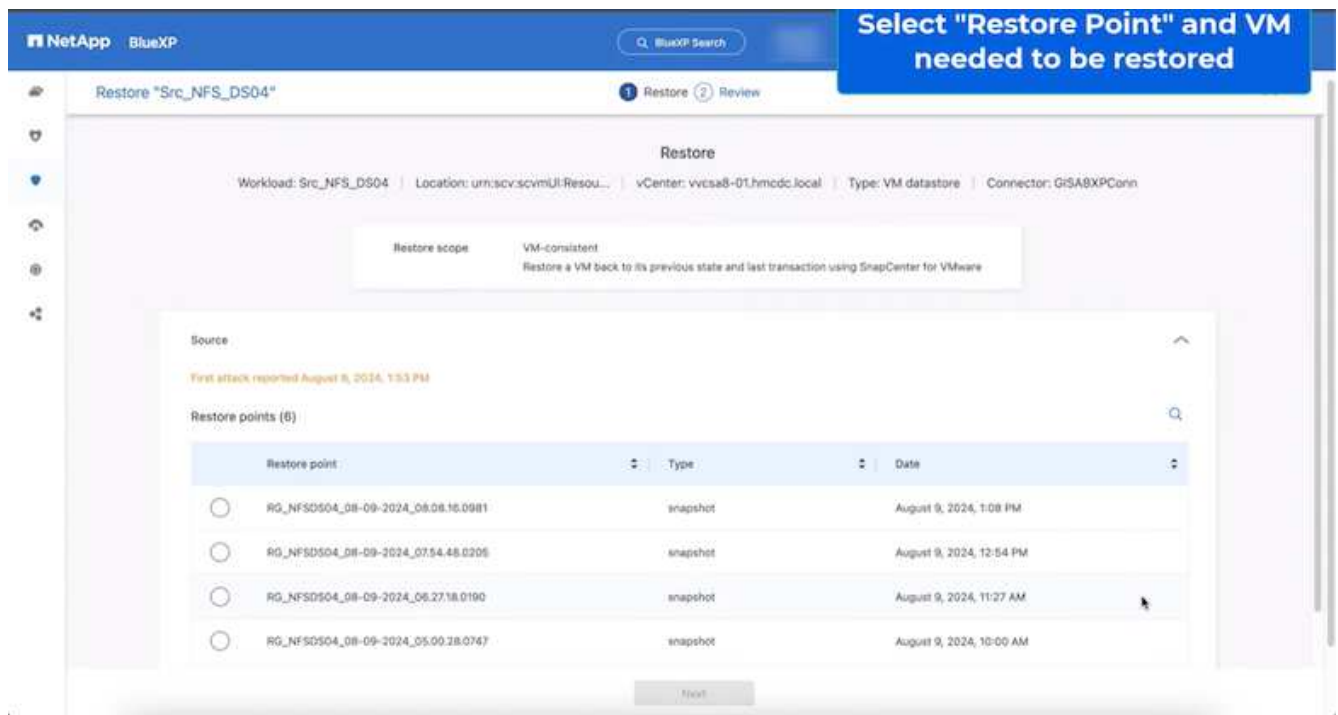 NetApp BlueXP
BlueXP Search
Select "Restore Point" and VM
needed to be restored
Restore "Src_NFS_DS04"
1 Restore 2 Review
Restore
Workload: Src_NFS_DS04 | Location: urn:scv:scvmUI:Resou... | vCenter: vvcsa8-01.hmcdc.local | Type: VM datastore | Connector: GISABXPConn
Restore scope VM-consistent
Restore a VM back to its previous state and last transaction using SnapCenter for VMware
Source
First attack reported August 8, 2024, 1:53 PM
Restore points (6)
Restore point Type Date
RG_NFSDS04_08-09-2024_08.08.16.0981 snapshot August 9, 2024, 1:08 PM
RG_NFSDS04_08-09-2024_07.54.48.0205 snapshot August 9, 2024, 12:54 PM
RG_NFSDS04_08-09-2024_06.27.18.0190 snapshot August 9, 2024, 11:27 AM
RG_NFSDS04_08-09-2024_05.00.28.0747 snapshot August 9, 2024, 10:00 AM
Next